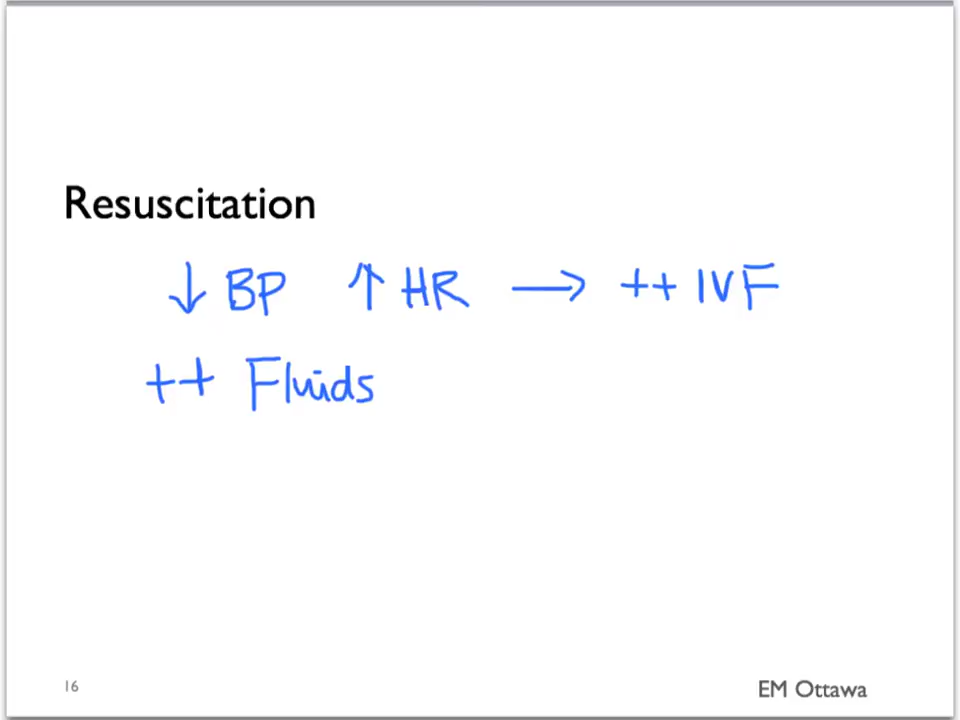 Resuscitation
↓ BP ↑ HR → ++ IVF
++ Fluids
16
EM Ottawa